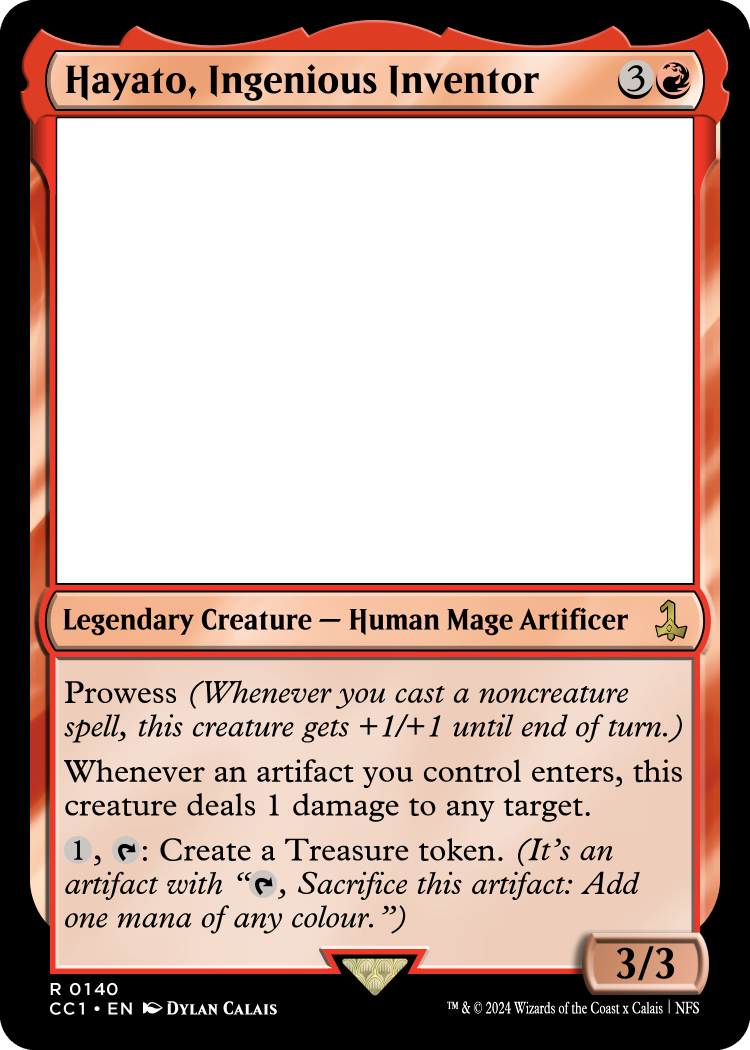 Hayato, Ingenious Inventor 3
Legendary Creature — Human Mage Artificer
Prowess (Whenever you cast a noncreature
spell, this creature gets +1/+1 until end of turn.)
Whenever an artifact you control enters, this
creature deals 1 damage to any target.
1, : Create a Treasure token. (It's an
artifact with “, Sacrifice this artifact: Add
one mana of any colour.”)
3/3
R 0140
CC1 • EN DYLAN CALAIS
™ & © 2024 Wizards of the Coast x Calais | NFS